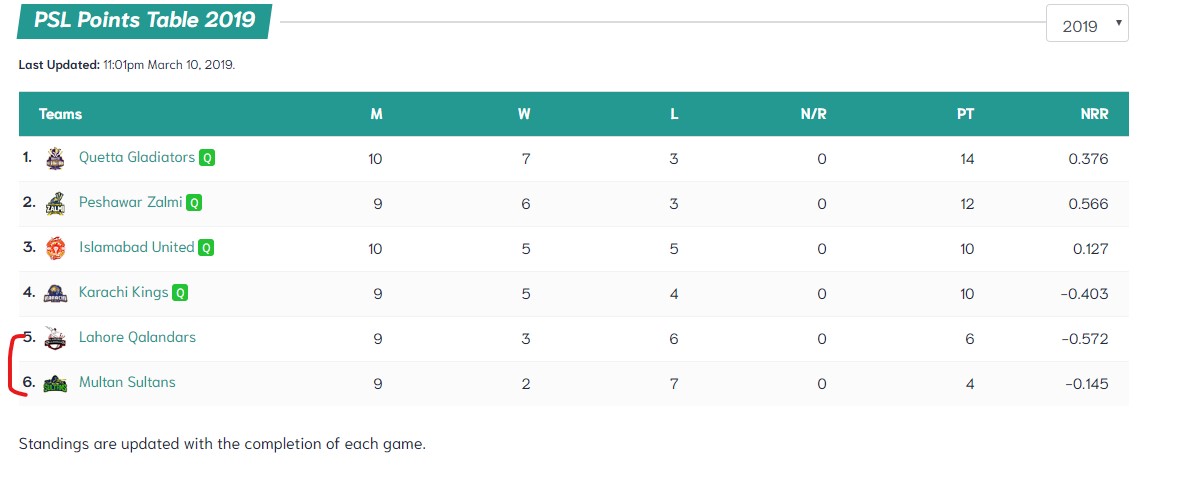 PSL Points Table 2019
2019
Last Updated: 11:01pm March 10, 2019.
Teams M W L N/R PT NRR
1. Quetta Gladiators Q 10 7 3 0 14 0.376
2. ZALMI Peshawar Zalmi Q 9 6 3 0 12 0.566
3. Islamabad United Q 10 5 5 0 10 0.127
4. Karachi Kings Q 9 5 4 0 10 -0.403
5. Lahore Qalandars 9 3 6 0 6 -0.572
6. Multan Sultans 9 2 7 0 4 -0.145
Standings are updated with the completion of each game.